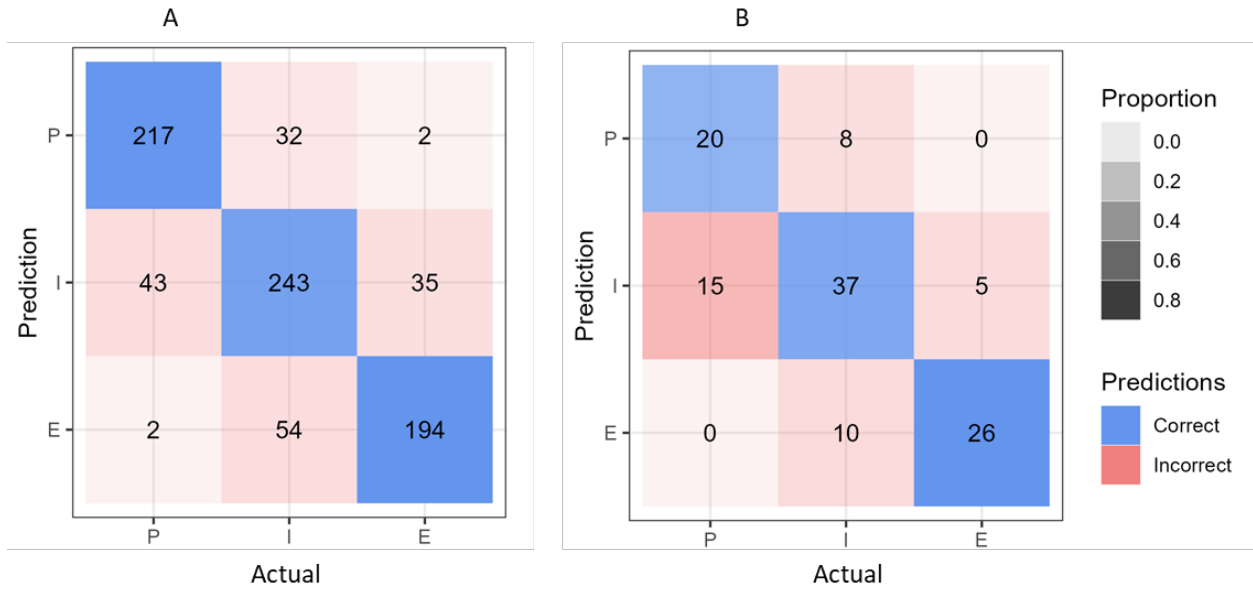 A
B
P
217
32
2
I
43
243
35
E
2
54
194
P
I
E
Prediction
Actual
P
20
8
0
I
15
37
5
E
0
10
26
P
I
E
Prediction
Actual
Proportion
0.0
0.2
0.4
0.6
0.8
Predictions
Correct
Incorrect